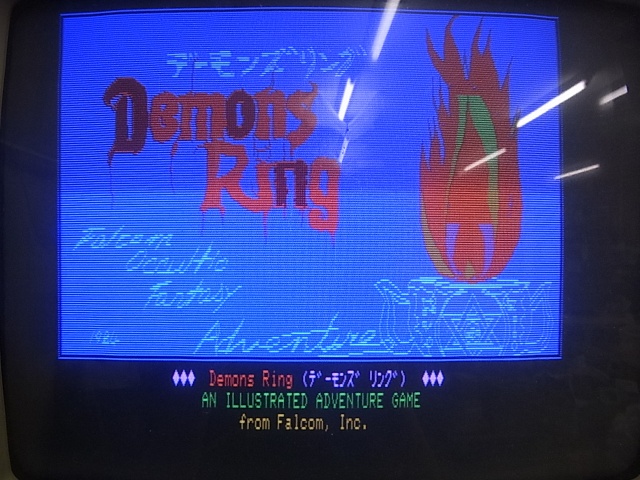 デーモンズリング
Demons
Ring
Falcom
Occultic
Fantasy
Adventure
♦♦♦ Demons Ring (デーモンズ リング) ♦♦♦
AN ILLUSTRATED ADVENTURE GAME
from Falcom, Inc.